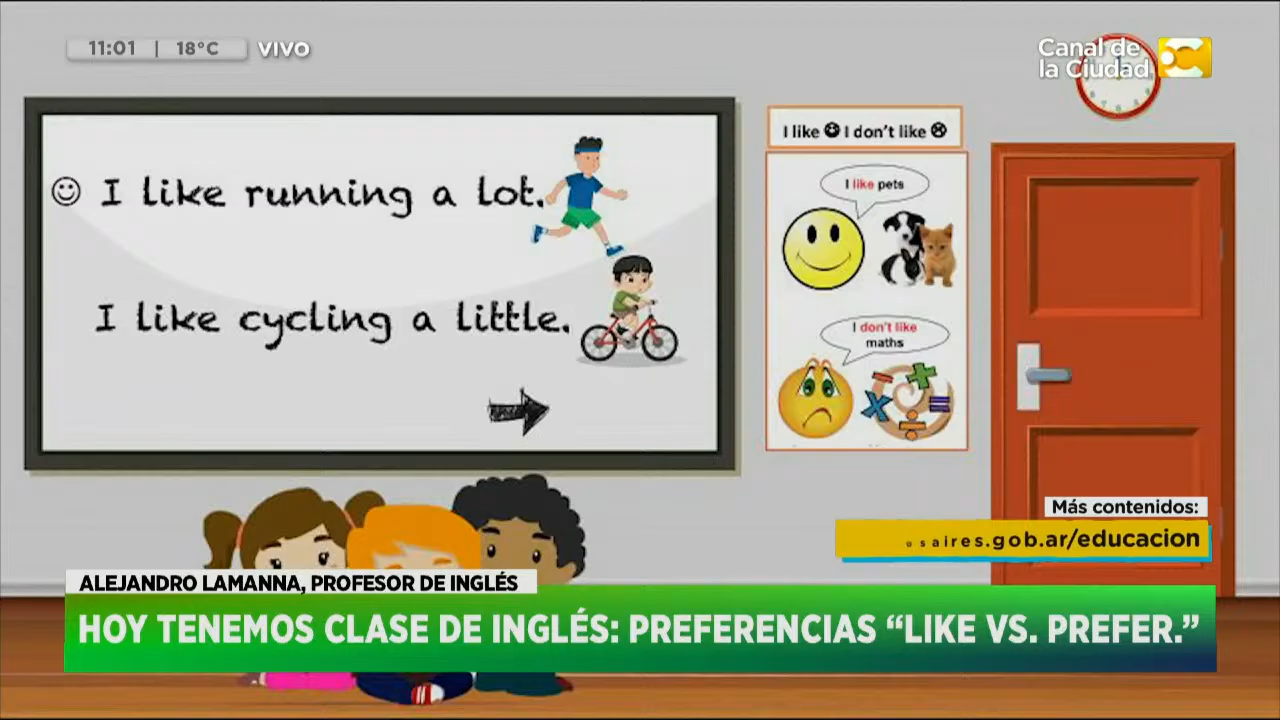 11:01 | 18°C VIVO
Canal de
la Ciudad
I like running a lot.
I like cycling a little.
I like I don't like
I like pets
I don't like
maths
Más contenidos:
saires.gob.ar/educacion
ALEJANDRO LAMANNA, PROFESOR DE INGLÉS
HOY TENEMOS CLASE DE INGLÉS: PREFERENCIAS “LIKE VS. PREFER.”